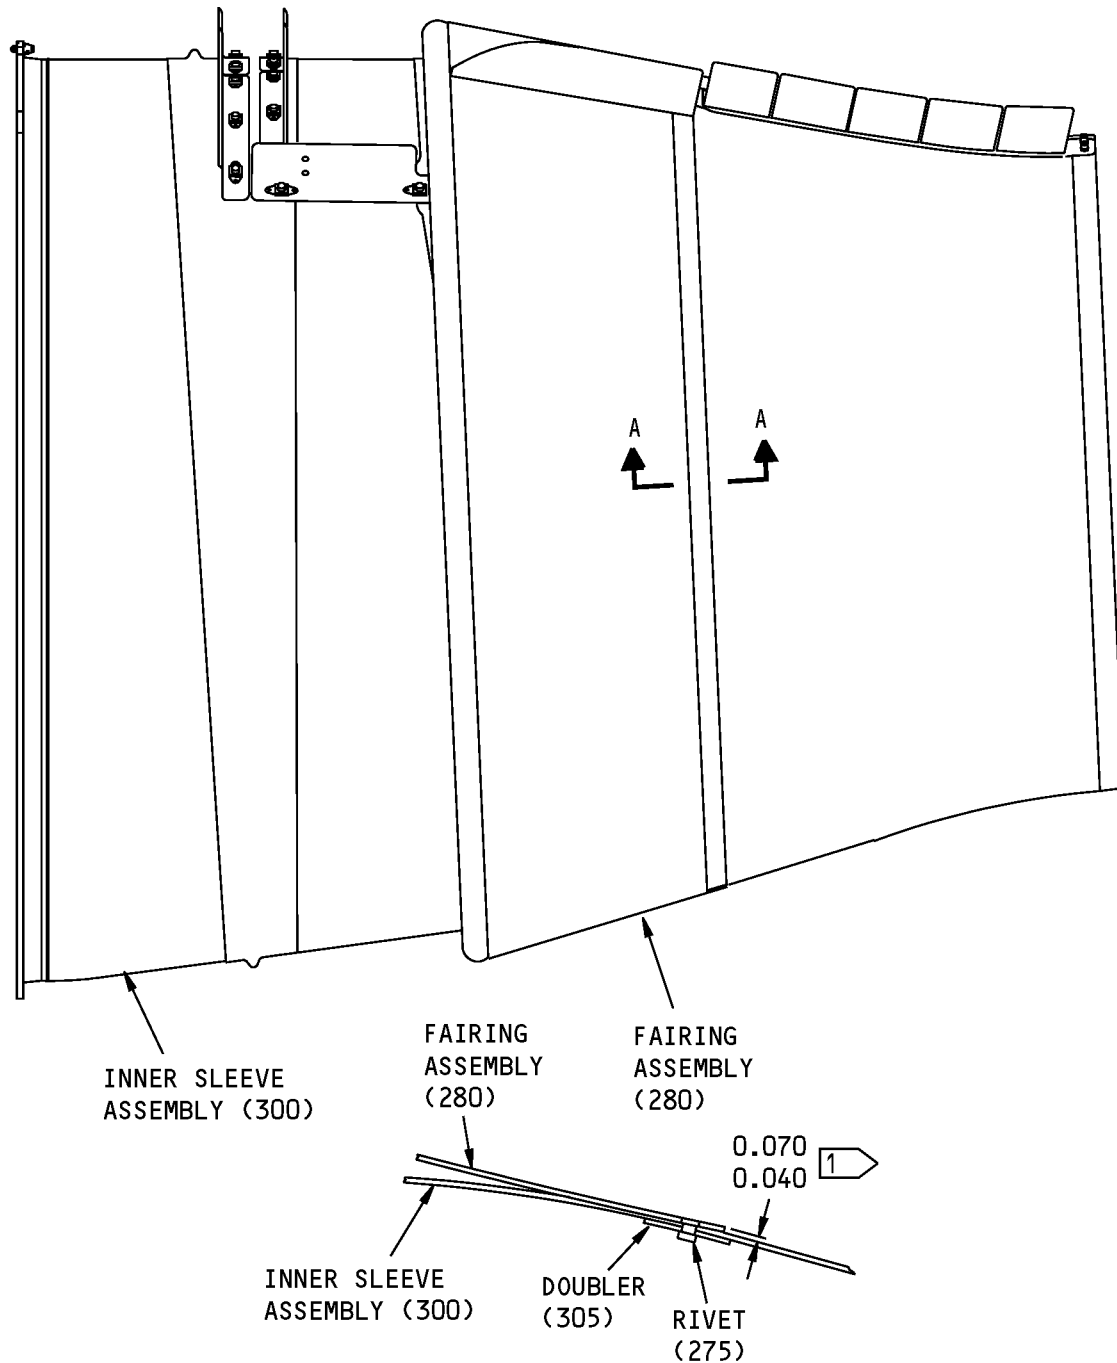 A
A
FAIRING
ASSEMBLY
(280)
FAIRING
ASSEMBLY
(280)
INNER SLEEVE
ASSEMBLY (300)
0.070
0.040
1
INNER SLEEVE
ASSEMBLY (300)
DOUBLER
(305)
RIVET
(275)